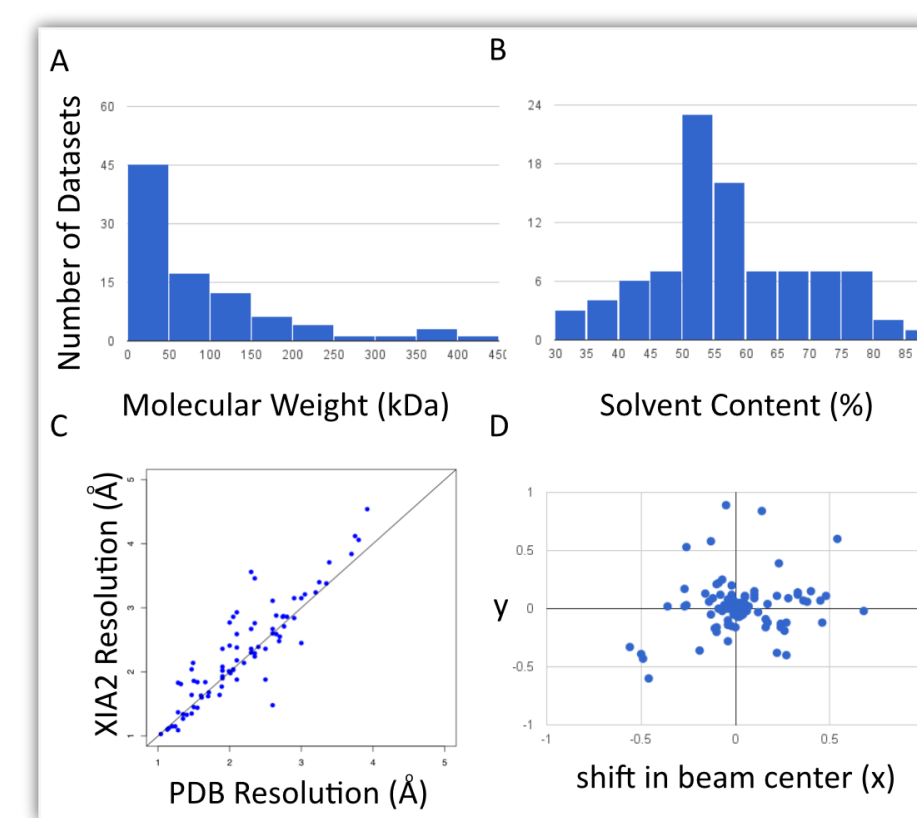 A
Number of Datasets
60
45
30
15
0
0 50 100 150 200 250 300 350 400 450
Molecular Weight (kDa)
B
24
18
12
6
0
30 35 40 45 50 55 60 65 70 75 80 85
Solvent Content (%)
C
XIA2 Resolution (Å)
5
4
3
2
1
1 2 3 4 5
PDB Resolution (Å)
D
y
1
0.5
0
-0.5
-1
-1 -0.5 0 0.5
shift in beam center (x)